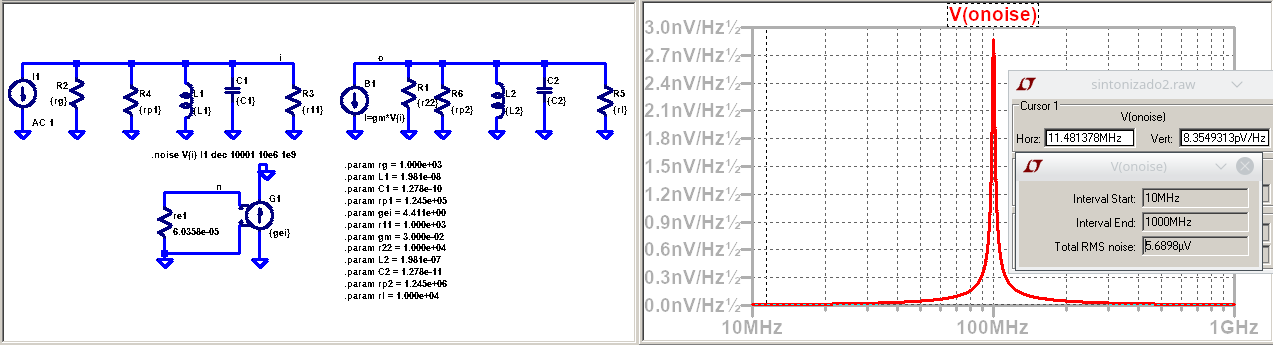 I1
AC 1
R2
{rg}
R4
{rp1}
L1
{L1}
C1
{C1}
i
R3
{r11}
B1
I=gm*V(i)
o
R1
{r22}
R6
{rp2}
L2
{L2}
C2
{C2}
R5
{rl}
.noise V(i) I1 dec 10001 10e6 1e9
n
re1
6.0358e-05
G1
{gei}
.param rg = 1.000e+03
.param L1 = 1.981e-08
.param C1 = 1.278e-10
.param rp1 = 1.245e+05
.param gei = 4.411e+00
.param r11 = 1.000e+03
.param gm = 3.000e-02
.param r22 = 1.000e+04
.param L2 = 1.981e-07
.param C2 = 1.278e-11
.param rp2 = 1.245e+06
.param rl = 1.000e+04
V(onoise)
3.0nV/Hz½
2.7nV/Hz½
2.4nV/Hz½
2.1nV/Hz½
1.8nV/Hz½
1.5nV/Hz½
1.2nV/Hz½
0.9nV/Hz½
0.6nV/Hz½
0.3nV/Hz½
0.0nV/Hz½
10MHz
100MHz
1GHz
sintonizado2.raw
Cursor 1
V(onoise)
Horz: 11.481378MHz Vert: 8.3549313pV/Hz
V(onoise)
Interval Start: 10MHz
Interval End: 1000MHz
Total RMS noise: 5.6898µV